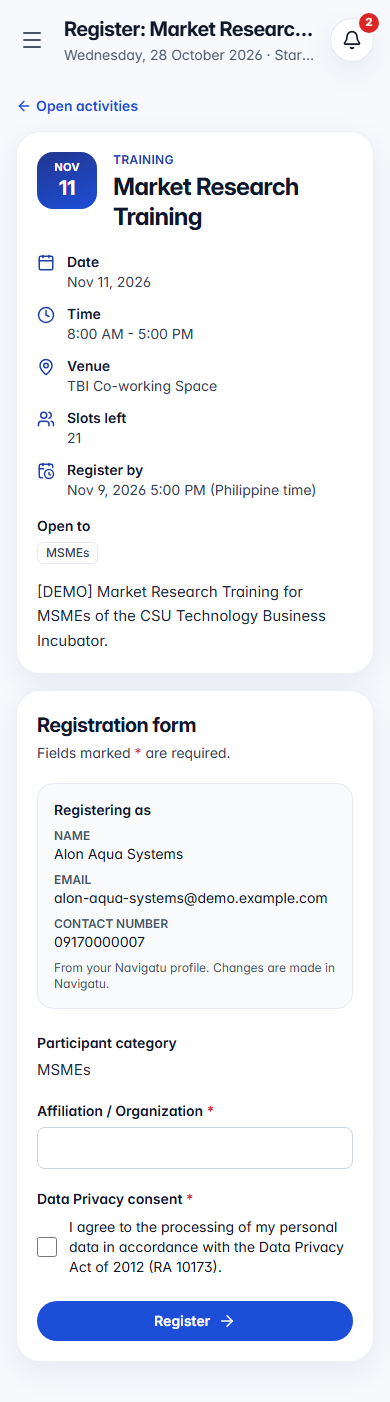 Register: Market Researc...
2
Wednesday, 28 October 2026 · Star...
← Open activities
NOV
11
TRAINING
Market Research
Training
Date
Nov 11, 2026
Time
8:00 AM - 5:00 PM
Venue
TBI Co-working Space
Slots left
21
Register by
Nov 9, 2026 5:00 PM (Philippine time)
Open to
MSMEs
[DEMO] Market Research Training for
MSMEs of the CSU Technology Business
Incubator.
Registration form
Fields marked * are required.
Registering as
NAME
Alon Aqua Systems
EMAIL
alon-aqua-systems@demo.example.com
CONTACT NUMBER
09170000007
From your Navigatu profile. Changes are made in
Navigatu.
Participant category
MSMEs
Affiliation / Organization *
Data Privacy consent *
I agree to the processing of my personal
data in accordance with the Data Privacy
Act of 2012 (RA 10173).
Register →